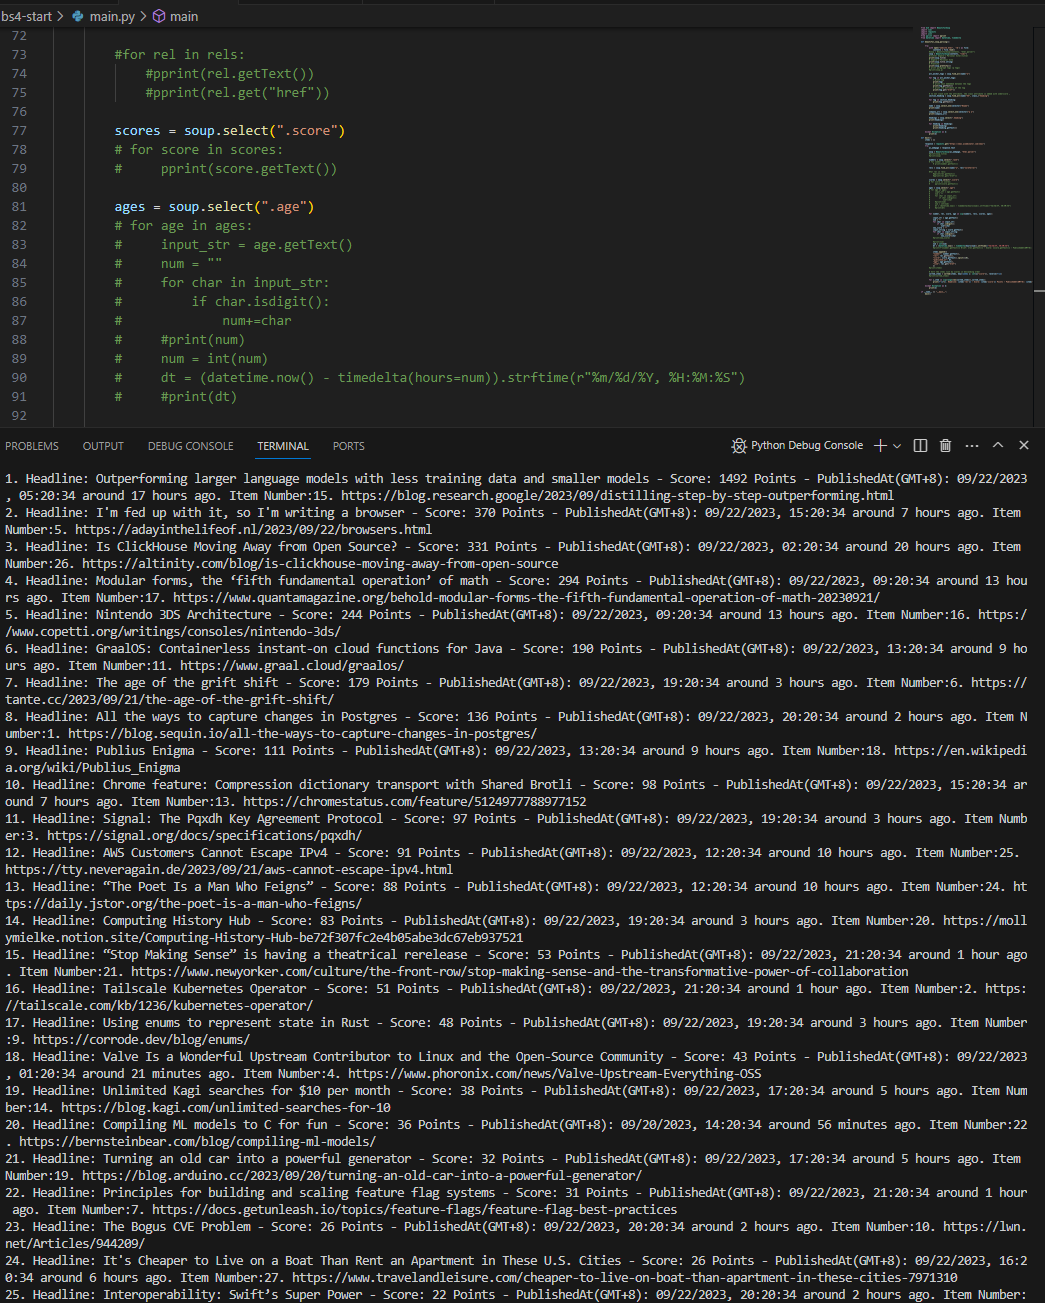 bs4-start > main.py > main
72
73 #for rel in rels:
74 #pprint(rel.getText())
75 #pprint(rel.get("href"))
76
77 scores = soup.select(".score")
78 # for score in scores:
79 #     pprint(score.getText())
80
81 ages = soup.select(".age")
82 # for age in ages:
83 #     input_str = age.getText()
84 #     num = ""
85 #     for char in input_str:
86 #         if char.isdigit():
87 #             num+=char
88 #     #print(num)
89 #     num = int(num)
90 #     dt = (datetime.now() - timedelta(hours=num)).strftime(r"%m/%d/%Y, %H:%M:%S")
91 #     #print(dt)
92
PROBLEMS OUTPUT DEBUG CONSOLE TERMINAL PORTS Python Debug Console
1. Headline: Outperforming larger language models with less training data and smaller models - Score: 1492 Points - PublishedAt(GMT+8): 09/22/2023
, 05:20:34 around 17 hours ago. Item Number:15. https://blog.research.google/2023/09/distilling-step-by-step-outperforming.html
2. Headline: I'm fed up with it, so I'm writing a browser - Score: 370 Points - PublishedAt(GMT+8): 09/22/2023, 15:20:34 around 7 hours ago. Item
Number:5. https://adayinthelifeof.nl/2023/09/22/browsers.html
3. Headline: Is ClickHouse Moving Away from Open Source? - Score: 331 Points - PublishedAt(GMT+8): 09/22/2023, 02:20:34 around 20 hours ago. Item
Number:26. https://altinity.com/blog/is-clickhouse-moving-away-from-open-source
4. Headline: Modular forms, the ‘fifth fundamental operation’ of math - Score: 294 Points - PublishedAt(GMT+8): 09/22/2023, 09:20:34 around 13 hou
rs ago. Item Number:17. https://www.quantamagazine.org/behold-modular-forms-the-fifth-fundamental-operation-of-math-20230921/
5. Headline: Nintendo 3DS Architecture - Score: 244 Points - PublishedAt(GMT+8): 09/22/2023, 09:20:34 around 13 hours ago. Item Number:16. https:/
/www.copetti.org/writings/consoles/nintendo-3ds/
6. Headline: GraalOS: Containerless instant-on cloud functions for Java - Score: 190 Points - PublishedAt(GMT+8): 09/22/2023, 13:20:34 around 9 ho
urs ago. Item Number:11. https://www.graal.cloud/graalos/
7. Headline: The age of the grift shift - Score: 179 Points - PublishedAt(GMT+8): 09/22/2023, 19:20:34 around 3 hours ago. Item Number:6. https://
tante.cc/2023/09/21/the-age-of-the-grift-shift/
8. Headline: All the ways to capture changes in Postgres - Score: 136 Points - PublishedAt(GMT+8): 09/22/2023, 20:20:34 around 2 hours ago. Item N
umber:1. https://blog.sequin.io/all-the-ways-to-capture-changes-in-postgres/
9. Headline: Publius Enigma - Score: 111 Points - PublishedAt(GMT+8): 09/22/2023, 13:20:34 around 9 hours ago. Item Number:18. https://en.wikipedi
a.org/wiki/Publius_Enigma
10. Headline: Chrome feature: Compression dictionary transport with Shared Brotli - Score: 98 Points - PublishedAt(GMT+8): 09/22/2023, 15:20:34 ar
ound 7 hours ago. Item Number:13. https://chromestatus.com/feature/5124977788977152
11. Headline: Signal: The Pqxdh Key Agreement Protocol - Score: 97 Points - PublishedAt(GMT+8): 09/22/2023, 19:20:34 around 3 hours ago. Item Numb
er:3. https://signal.org/docs/specifications/pqxdh/
12. Headline: AWS Customers Cannot Escape IPv4 - Score: 91 Points - PublishedAt(GMT+8): 09/22/2023, 12:20:34 around 10 hours ago. Item Number:25.
https://tty.neveragain.de/2023/09/21/aws-cannot-escape-ipv4.html
13. Headline: “The Poet Is a Man Who Feigns” - Score: 88 Points - PublishedAt(GMT+8): 09/22/2023, 12:20:34 around 10 hours ago. Item Number:24. ht
tps://daily.jstor.org/the-poet-is-a-man-who-feigns/
14. Headline: Computing History Hub - Score: 83 Points - PublishedAt(GMT+8): 09/22/2023, 19:20:34 around 3 hours ago. Item Number:20. https://moll
ymielke.notion.site/Computing-History-Hub-be72f307fc2e4b05abe3dc67eb937521
15. Headline: “Stop Making Sense” is having a theatrical rerelease - Score: 53 Points - PublishedAt(GMT+8): 09/22/2023, 21:20:34 around 1 hour ago
. Item Number:21. https://www.newyorker.com/culture/the-front-row/stop-making-sense-and-the-transformative-power-of-collaboration
16. Headline: Tailscale Kubernetes Operator - Score: 51 Points - PublishedAt(GMT+8): 09/22/2023, 21:20:34 around 1 hour ago. Item Number:2. https:
//tailscale.com/kb/1236/kubernetes-operator/
17. Headline: Using enums to represent state in Rust - Score: 48 Points - PublishedAt(GMT+8): 09/22/2023, 19:20:34 around 3 hours ago. Item Number
:9. https://corrode.dev/blog/enums/
18. Headline: Valve Is a Wonderful Upstream Contributor to Linux and the Open-Source Community - Score: 43 Points - PublishedAt(GMT+8): 09/22/2023
, 01:20:34 around 21 minutes ago. Item Number:4. https://www.phoronix.com/news/Valve-Upstream-Everything-OSS
19. Headline: Unlimited Kagi searches for $10 per month - Score: 38 Points - PublishedAt(GMT+8): 09/22/2023, 17:20:34 around 5 hours ago. Item Num
ber:14. https://blog.kagi.com/unlimited-searches-for-10
20. Headline: Compiling ML models to C for fun - Score: 36 Points - PublishedAt(GMT+8): 09/20/2023, 14:20:34 around 56 minutes ago. Item Number:22
. https://bernsteinbear.com/blog/compiling-ml-models/
21. Headline: Turning an old car into a powerful generator - Score: 32 Points - PublishedAt(GMT+8): 09/22/2023, 17:20:34 around 5 hours ago. Item
Number:19. https://blog.arduino.cc/2023/09/20/turning-an-old-car-into-a-powerful-generator/
22. Headline: Principles for building and scaling feature flag systems - Score: 31 Points - PublishedAt(GMT+8): 09/22/2023, 21:20:34 around 1 hour
ago. Item Number:7. https://docs.getunleash.io/topics/feature-flags/feature-flag-best-practices
23. Headline: The Bogus CVE Problem - Score: 26 Points - PublishedAt(GMT+8): 09/22/2023, 20:20:34 around 2 hours ago. Item Number:10. https://lwn.
net/Articles/944209/
24. Headline: It's Cheaper to Live on a Boat Than Rent an Apartment in These U.S. Cities - Score: 26 Points - PublishedAt(GMT+8): 09/22/2023, 16:2
0:34 around 6 hours ago. Item Number:27. https://www.travelandleisure.com/cheaper-to-live-on-boat-than-apartment-in-these-cities-7971310
25. Headline: Interoperability: Swift’s Super Power - Score: 22 Points - PublishedAt(GMT+8): 09/22/2023, 20:20:34 around 2 hours ago. Item Number: